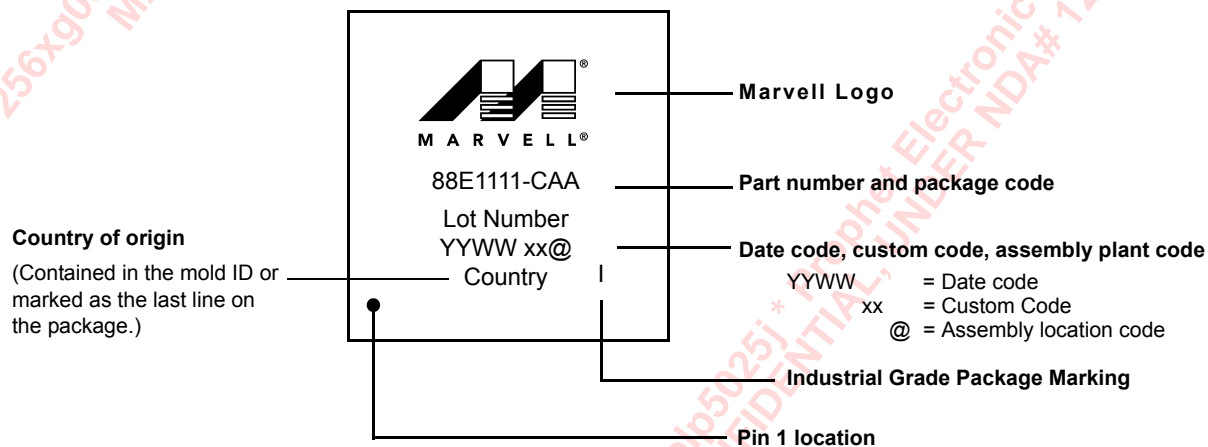 MARVELL®
88E1111-CAA
Lot Number
YYWW xx@
Country I
Marvell Logo
Part number and package code
Date code, custom code, assembly plant code
YYWW = Date code
xx = Custom Code
@ = Assembly location code
Industrial Grade Package Marking
Pin 1 location
Country of origin
(Contained in the mold ID or
marked as the last line on
the package.)